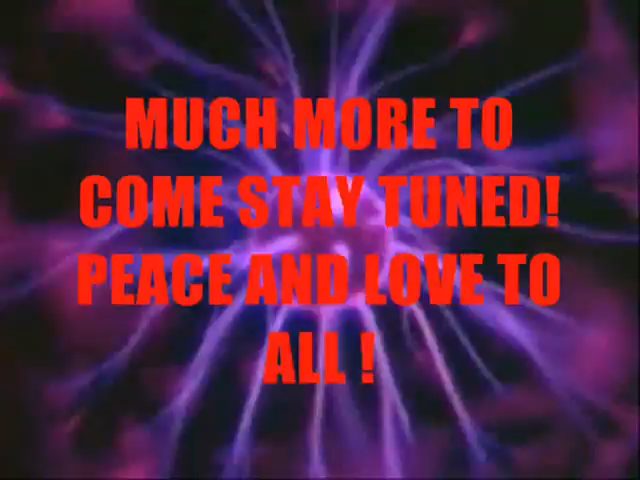 MUCH MORE TO
COME STAY TUNED!
PEACE AND LOVE TO
ALL !